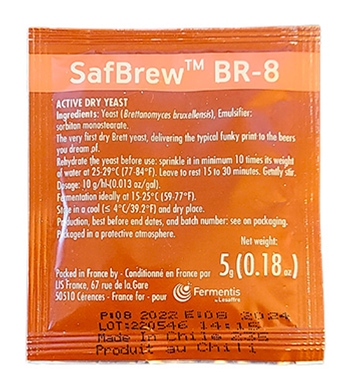 SafBrew™ BR-8
ACTIVE DRY YEAST
Ingredients: Yeast (Brettanomyces bruxellensis), Emulsifier:
sorbitan monostearate.
The very first dry Brett yeast, delivering the typical funky print to the beers
you dream of.
Rehydrate the yeast before use: sprinkle it in minimum 10 times its weight
of water at 25-29°C (77-84°F). Leave to rest 15 to 30 minutes. Gently stir.
Dosage: 10 g/hl-(0.013 oz/gal).
Fermentation ideally at 15-25°C (59-77°F).
Store in a cool (≤ 4°C/39.2°F) and dry place.
Production, best before end dates, and batch number: see on packaging.
Packaged in a protective atmosphere.
Net weight:
5g (0.18 oz)
Packed in France by - Conditionné en France par
LIS France, 67 rue de la Gare
50510 Cérences - France for - pour
Fermentis
by Lesaffre
P:08 2022 E:08 2024
LOT:220546 14:15
Made in Chile 235
Produit au Chili